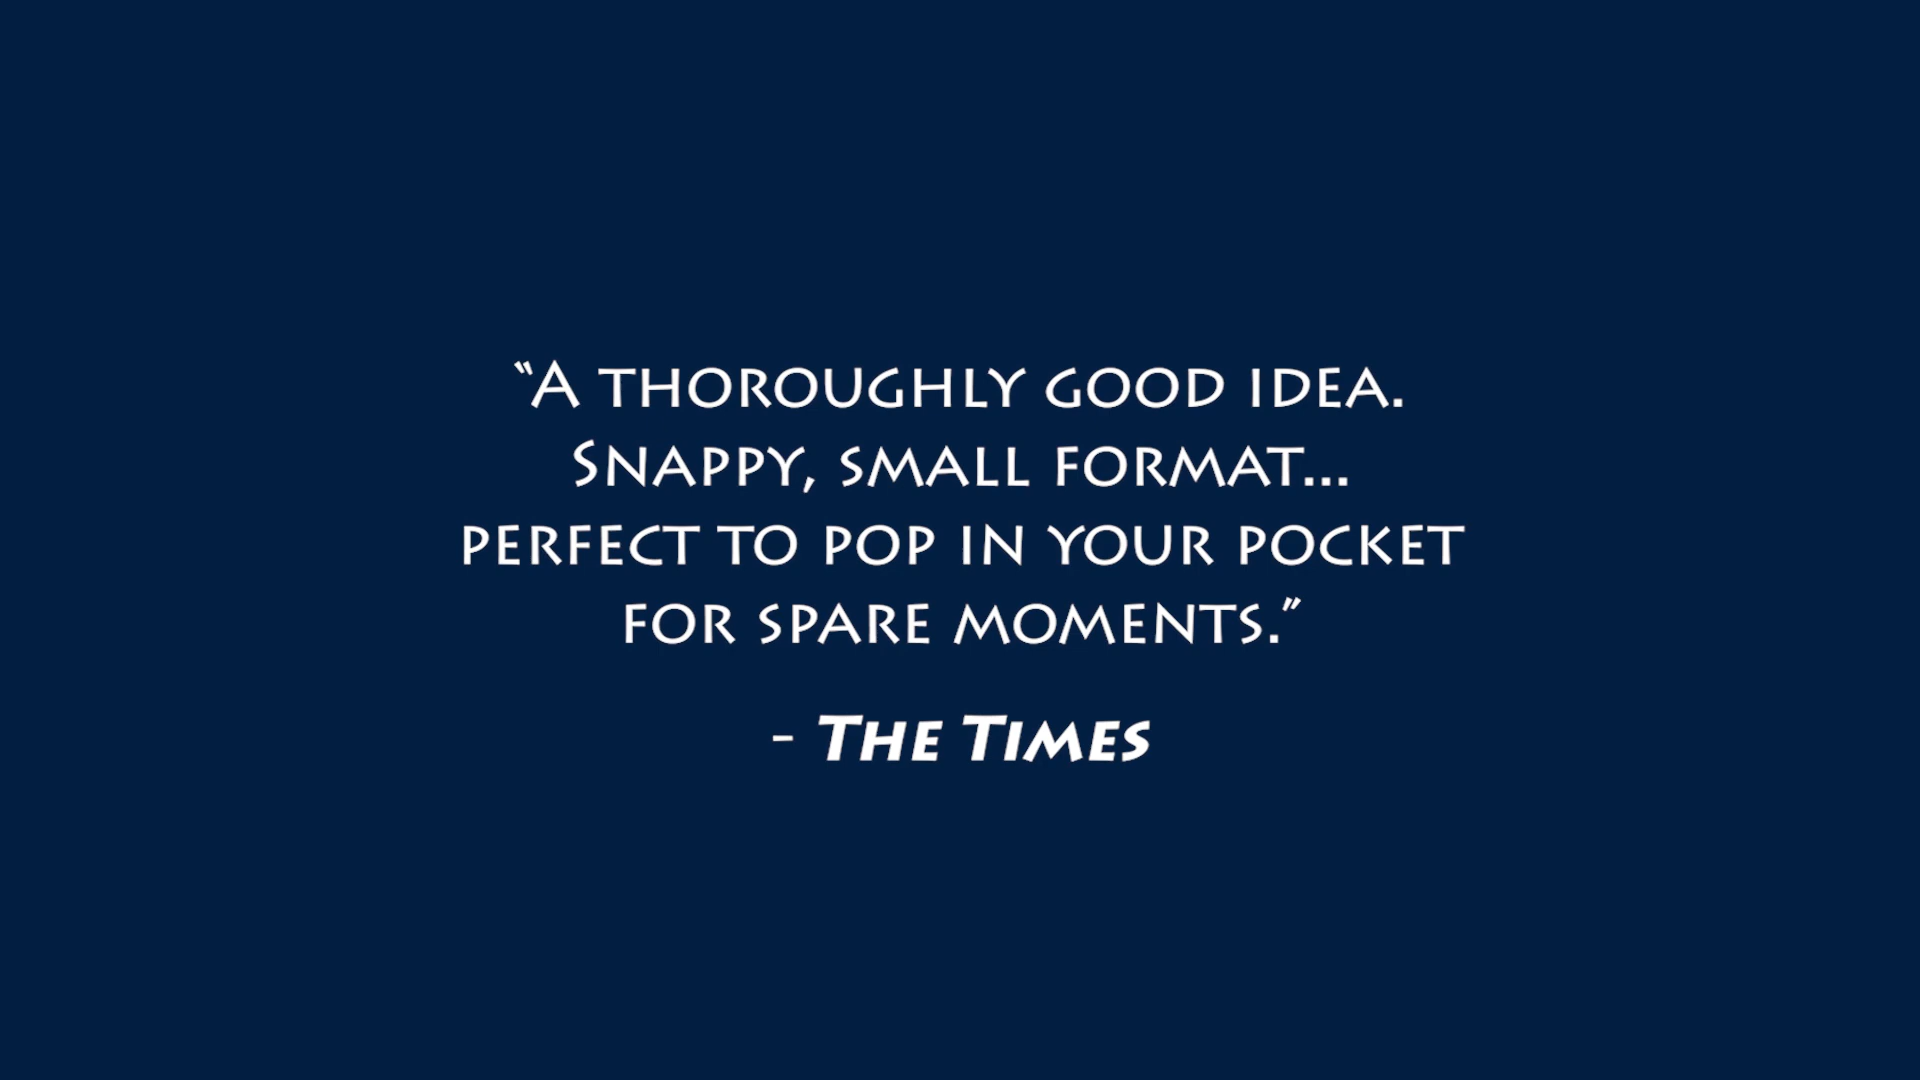 “A thoroughly good idea.
Snappy, small format...
perfect to pop in your pocket
for spare moments.”
- The Times